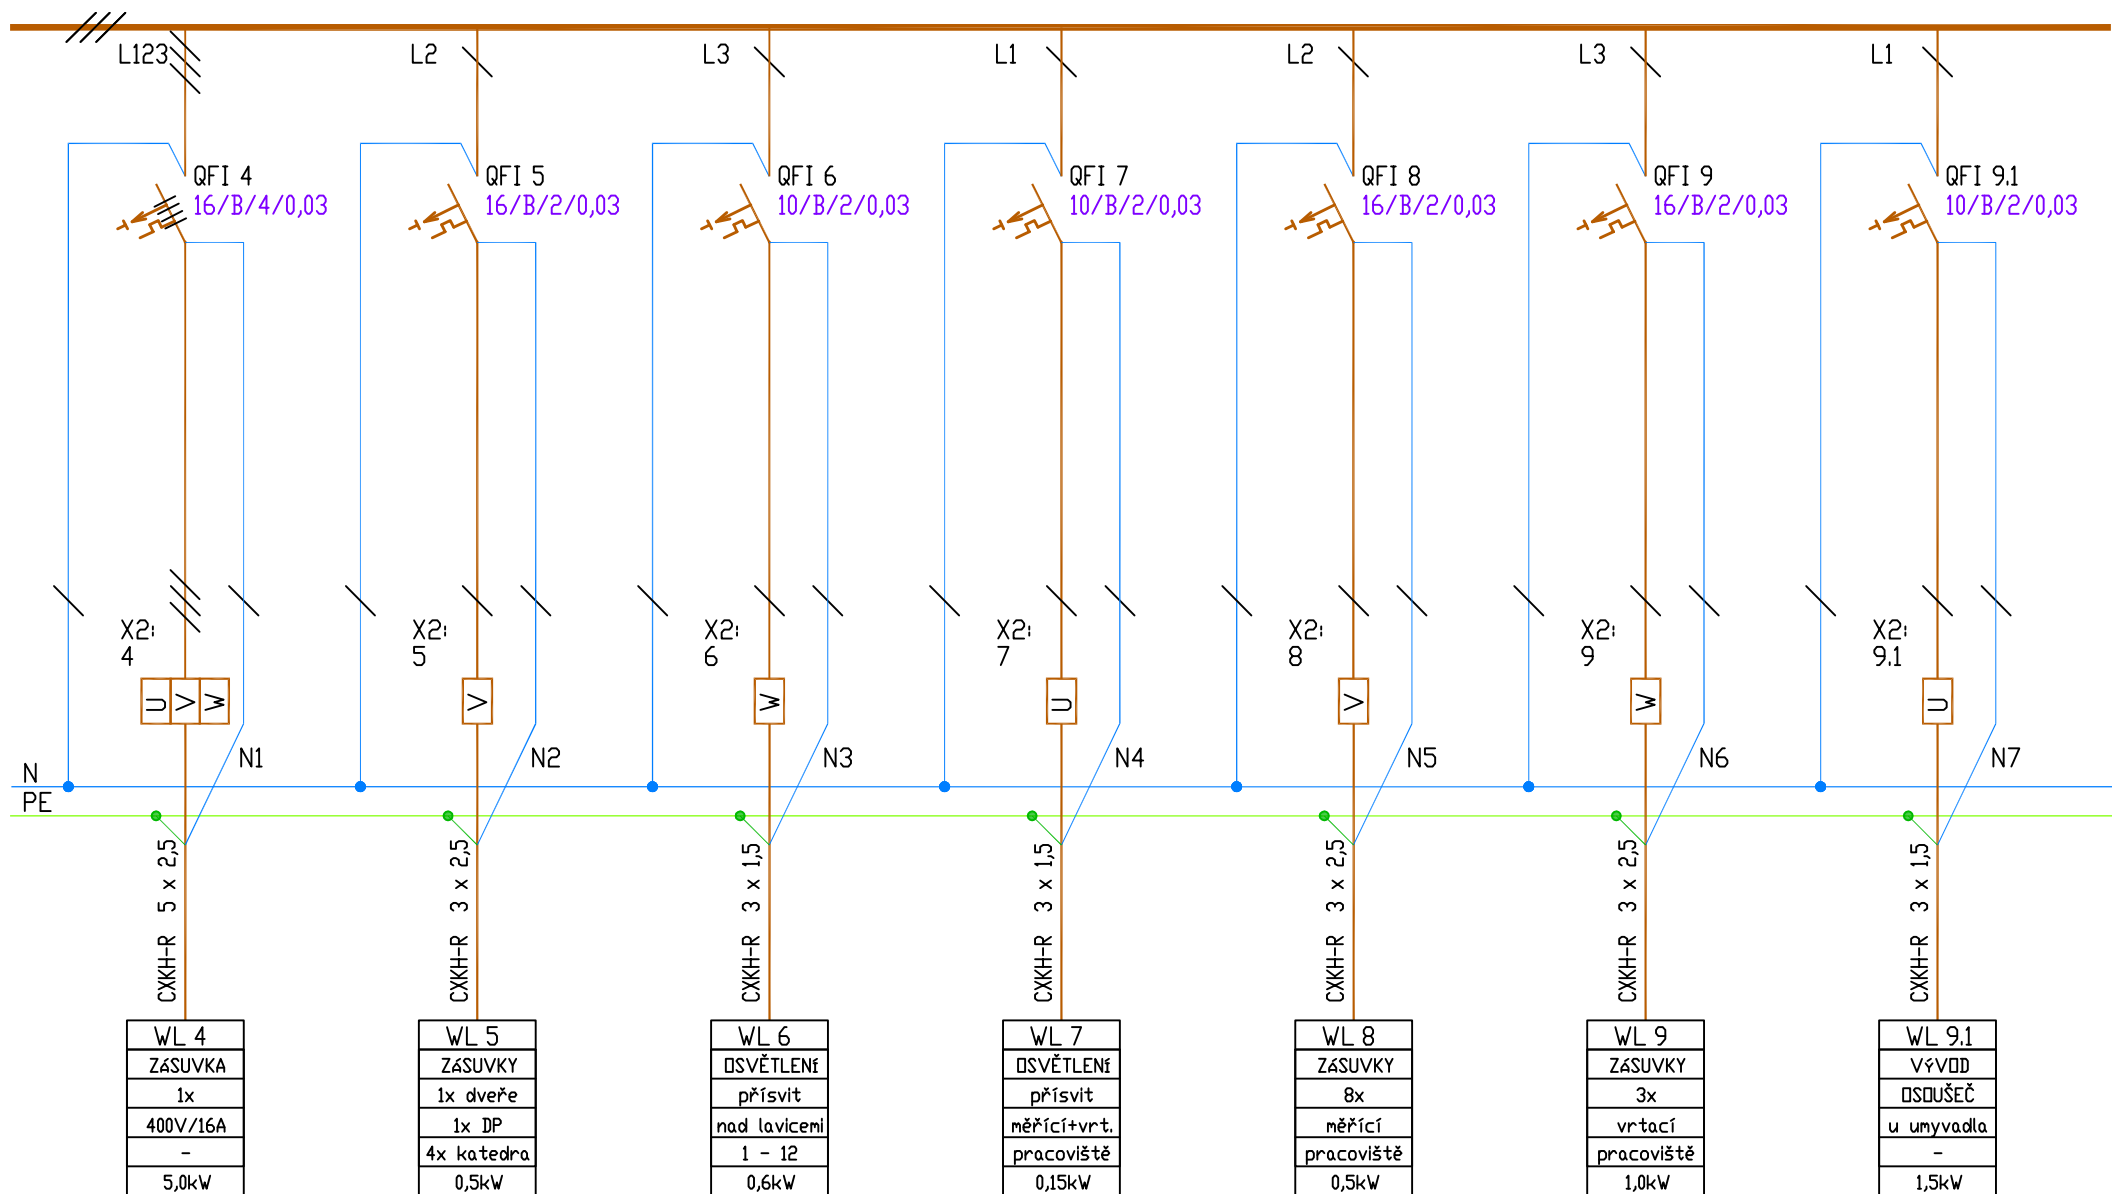 L123
L2
L3
L1
L2
L3
L1
QFI 4
16/B/4/0,03
QFI 5
16/B/2/0,03
QFI 6
10/B/2/0,03
QFI 7
10/B/2/0,03
QFI 8
16/B/2/0,03
QFI 9
16/B/2/0,03
QFI 9.1
10/B/2/0,03
X2:
4
X2:
5
X2:
6
X2:
7
X2:
8
X2:
9
X2:
9.1
U V W
V
W
U
V
W
U
N1
N2
N3
N4
N5
N6
N7
N
PE
CXKH-R 5 x 2,5
CXKH-R 3 x 2,5
CXKH-R 3 x 1,5
CXKH-R 3 x 1,5
CXKH-R 3 x 2,5
CXKH-R 3 x 2,5
CXKH-R 3 x 1,5
WL 4
ZáSUVKA
1x
400V/16A
-
5,0kW
WL 5
ZáSUVKY
1x dveře
1x DP
4x katedra
0,5kW
WL 6
OSVĚTLENí
přísvit
nad lavicemi
1 - 12
0,6kW
WL 7
OSVĚTLENí
přísvit
měřící+vrt.
pracoviště
0,15kW
WL 8
ZáSUVKY
8x
měřící
pracoviště
0,5kW
WL 9
ZáSUVKY
3x
vrtací
pracoviště
1,0kW
WL 9.1
VýVOD
OSOUŠEČ
u umyvadla
-
1,5kW